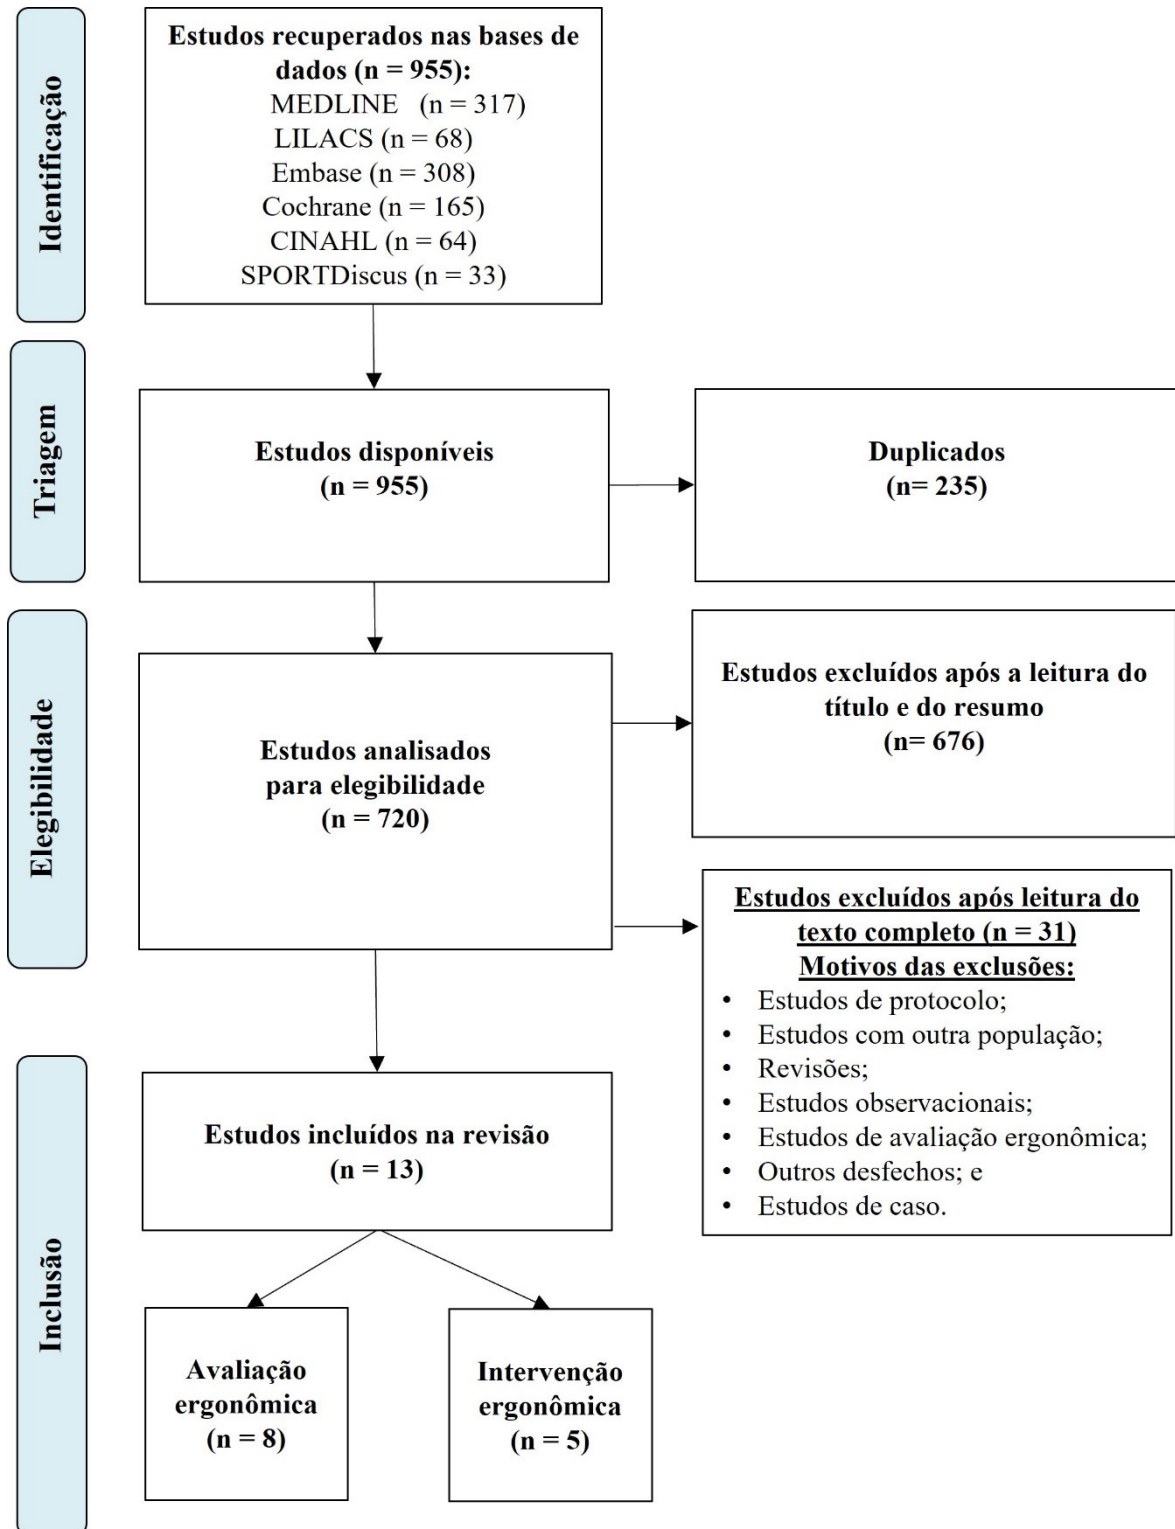 Identificação
Estudos recuperados nas bases de
dados (n = 955):
MEDLINE (n = 317)
LILACS (n = 68)
Embase (n = 308)
Cochrane (n = 165)
CINAHL (n = 64)
SPORTDiscus (n = 33)
Triagem
Estudos disponíveis
(n = 955)
Duplicados
(n= 235)
Elegibilidade
Estudos analisados
para elegibilidade
(n = 720)
Estudos excluídos após a leitura do
título e do resumo
(n= 676)
Estudos excluídos após leitura do
texto completo (n = 31)
Motivos das exclusões:
• Estudos de protocolo;
• Estudos com outra população;
• Revisões;
• Estudos observacionais;
• Estudos de avaliação ergonômica;
• Outros desfechos; e
• Estudos de caso.
Inclusão
Estudos incluídos na revisão
(n = 13)
Avaliação
ergonômica
(n = 8)
Intervenção
ergonômica
(n = 5)